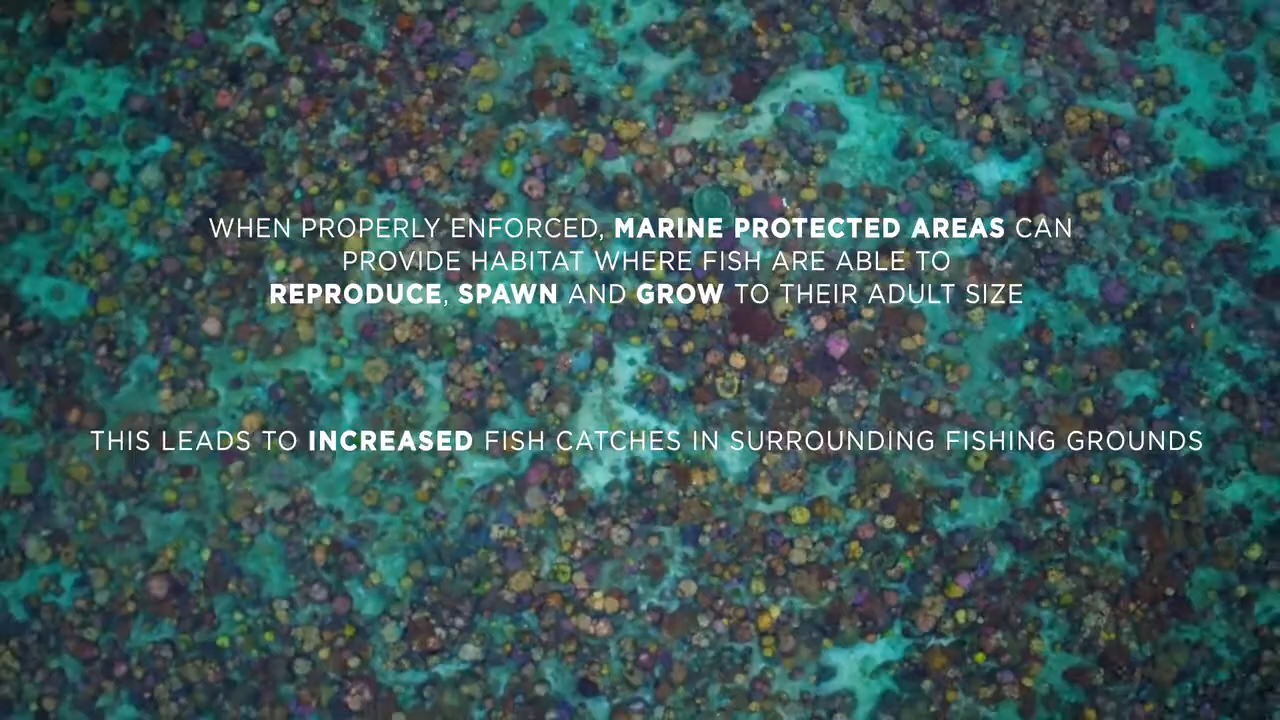 WHEN PROPERLY ENFORCED, MARINE PROTECTED AREAS CAN
PROVIDE HABITAT WHERE FISH ARE ABLE TO
REPRODUCE, SPAWN AND GROW TO THEIR ADULT SIZE
THIS LEADS TO INCREASED FISH CATCHES IN SURROUNDING FISHING GROUNDS